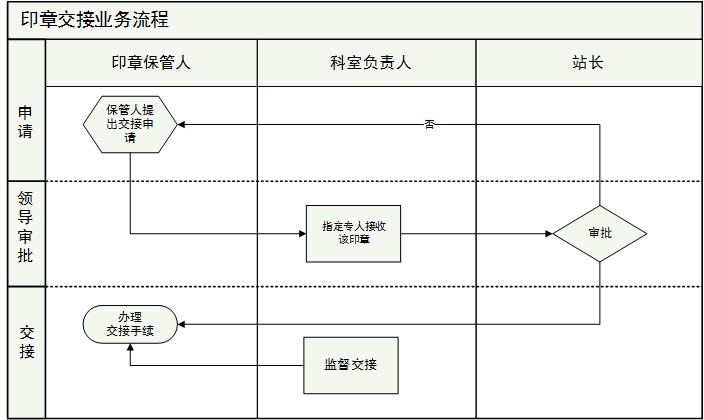 印章交接业务流程
印章保管人
科室负责人
站长
申
请
保管人提
出交接申
请
否
领
导
审
批
指定专人接收
该印章
审批
交
接
办理
交接手续
监督交接